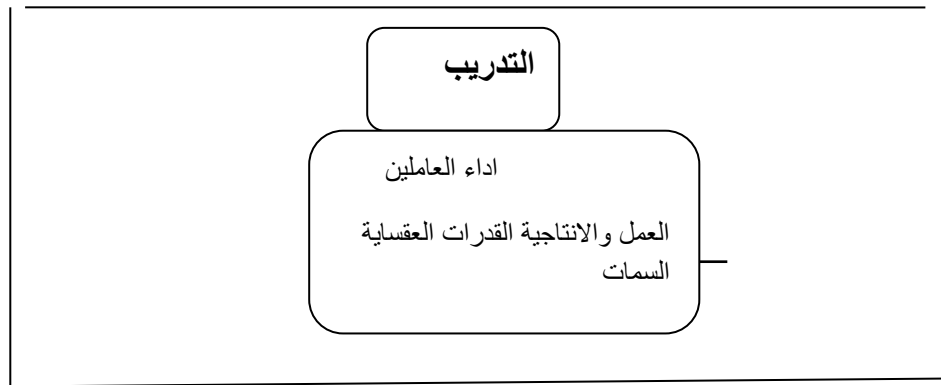 التدريب
اداء العاملين
العمل والانتاجية القدرات العقساية
السمات